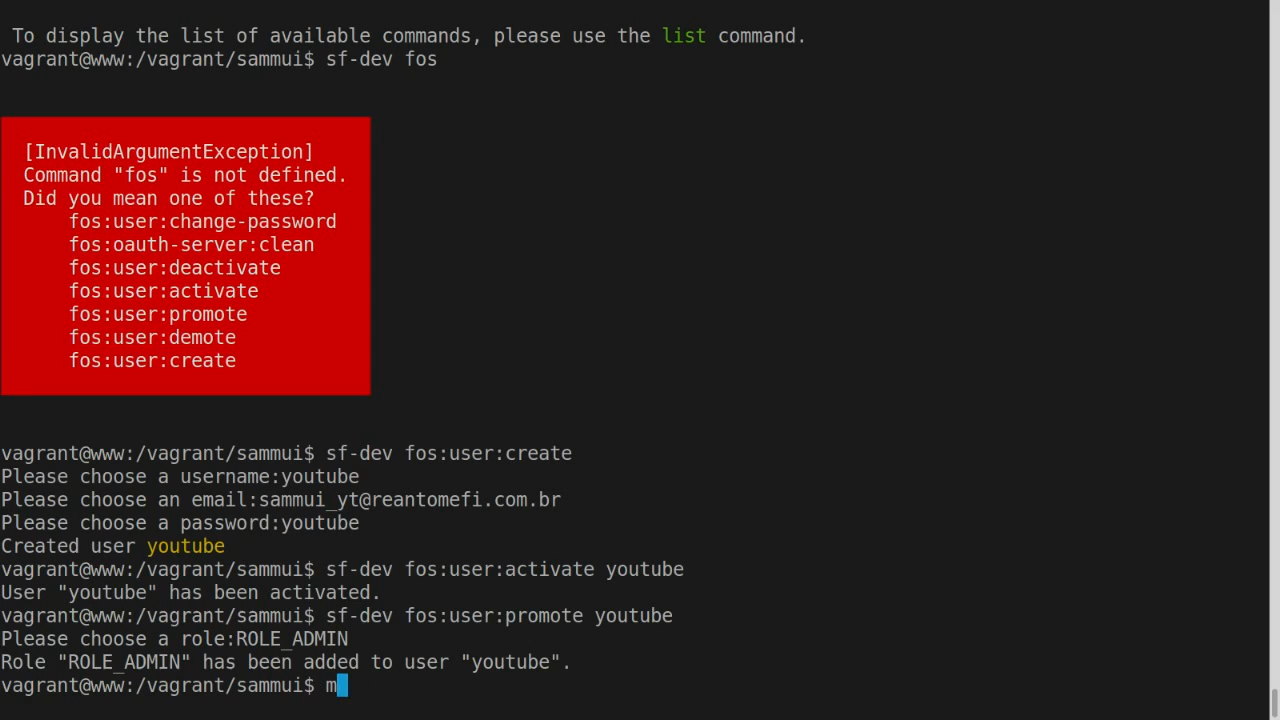 To display the list of available commands, please use the list command.
vagrant@www:/vagrant/sammui$ sf-dev fos
[InvalidArgumentException]
Command "fos" is not defined.
Did you mean one of these?
fos:user:change-password
fos:oauth-server:clean
fos:user:deactivate
fos:user:activate
fos:user:promote
fos:user:demote
fos:user:create
vagrant@www:/vagrant/sammui$ sf-dev fos:user:create
Please choose a username:youtube
Please choose an email:sammui_yt@reantomefi.com.br
Please choose a password:youtube
Created user youtube
vagrant@www:/vagrant/sammui$ sf-dev fos:user:activate youtube
User "youtube" has been activated.
vagrant@www:/vagrant/sammui$ sf-dev fos:user:promote youtube
Please choose a role:ROLE_ADMIN
Role "ROLE_ADMIN" has been added to user "youtube".
vagrant@www:/vagrant/sammui$ m